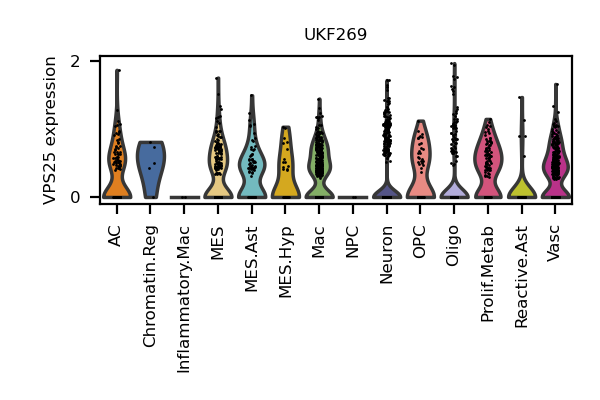 UKF269
VPS25 expression
2
0
AC
Chromatin.Reg
Inflammatory.Mac
MES
MES.Ast
MES.Hyp
Mac
NPC
Neuron
OPC
Oligo
Prolif.Metab
Reactive.Ast
Vasc